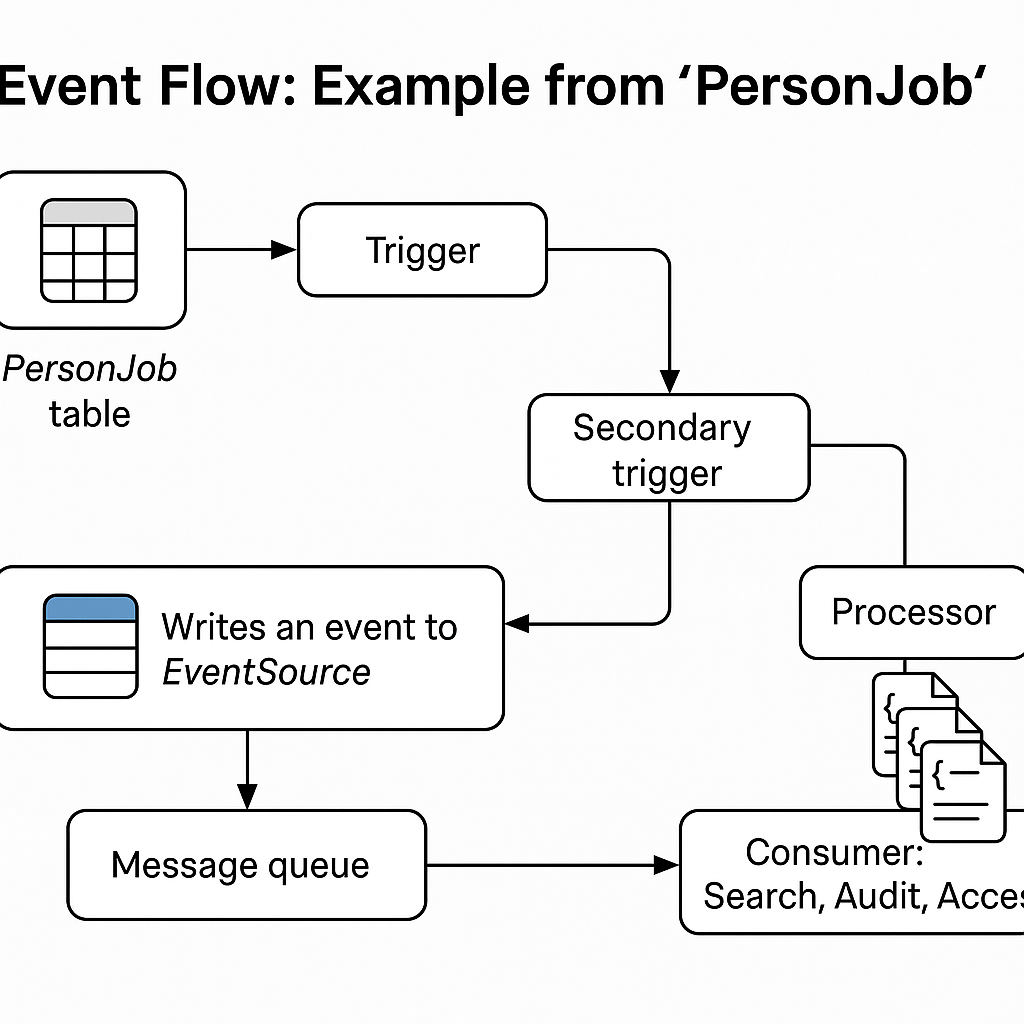 Event Flow: Example from ‘PersonJob‘
Trigger
PersonJob
table
Secondary
trigger
Writes an event to
EventSource
Processor
{
{
{
Message queue
Consumer:
Search, Audit, Acces